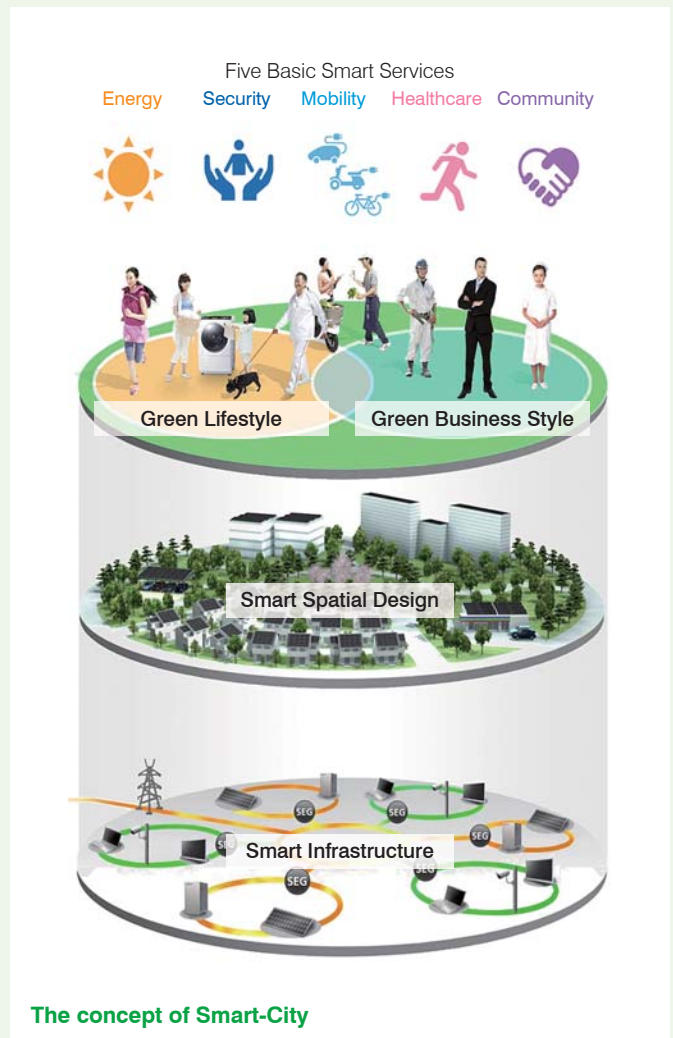 Five Basic Smart Services
Energy Security Mobility Healthcare Community
Green Lifestyle Green Business Style
Smart Spatial Design
SEG
SEG
SEG
SEG
Smart Infrastructure
SEG
SEG
The concept of Smart-City